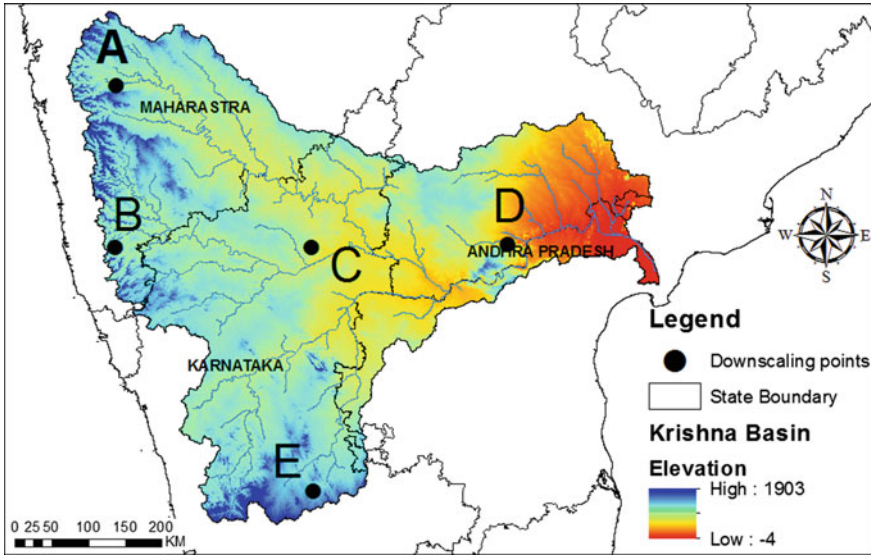 A
MAHARASTRA
B
C
D
ANDHRA PRADESH
KARNATAKA
E
N
W E
S
Legend
Downscaling points
State Boundary
Krishna Basin
Elevation
High : 1903
Low : -4
0 25 50 100 150 200
KM